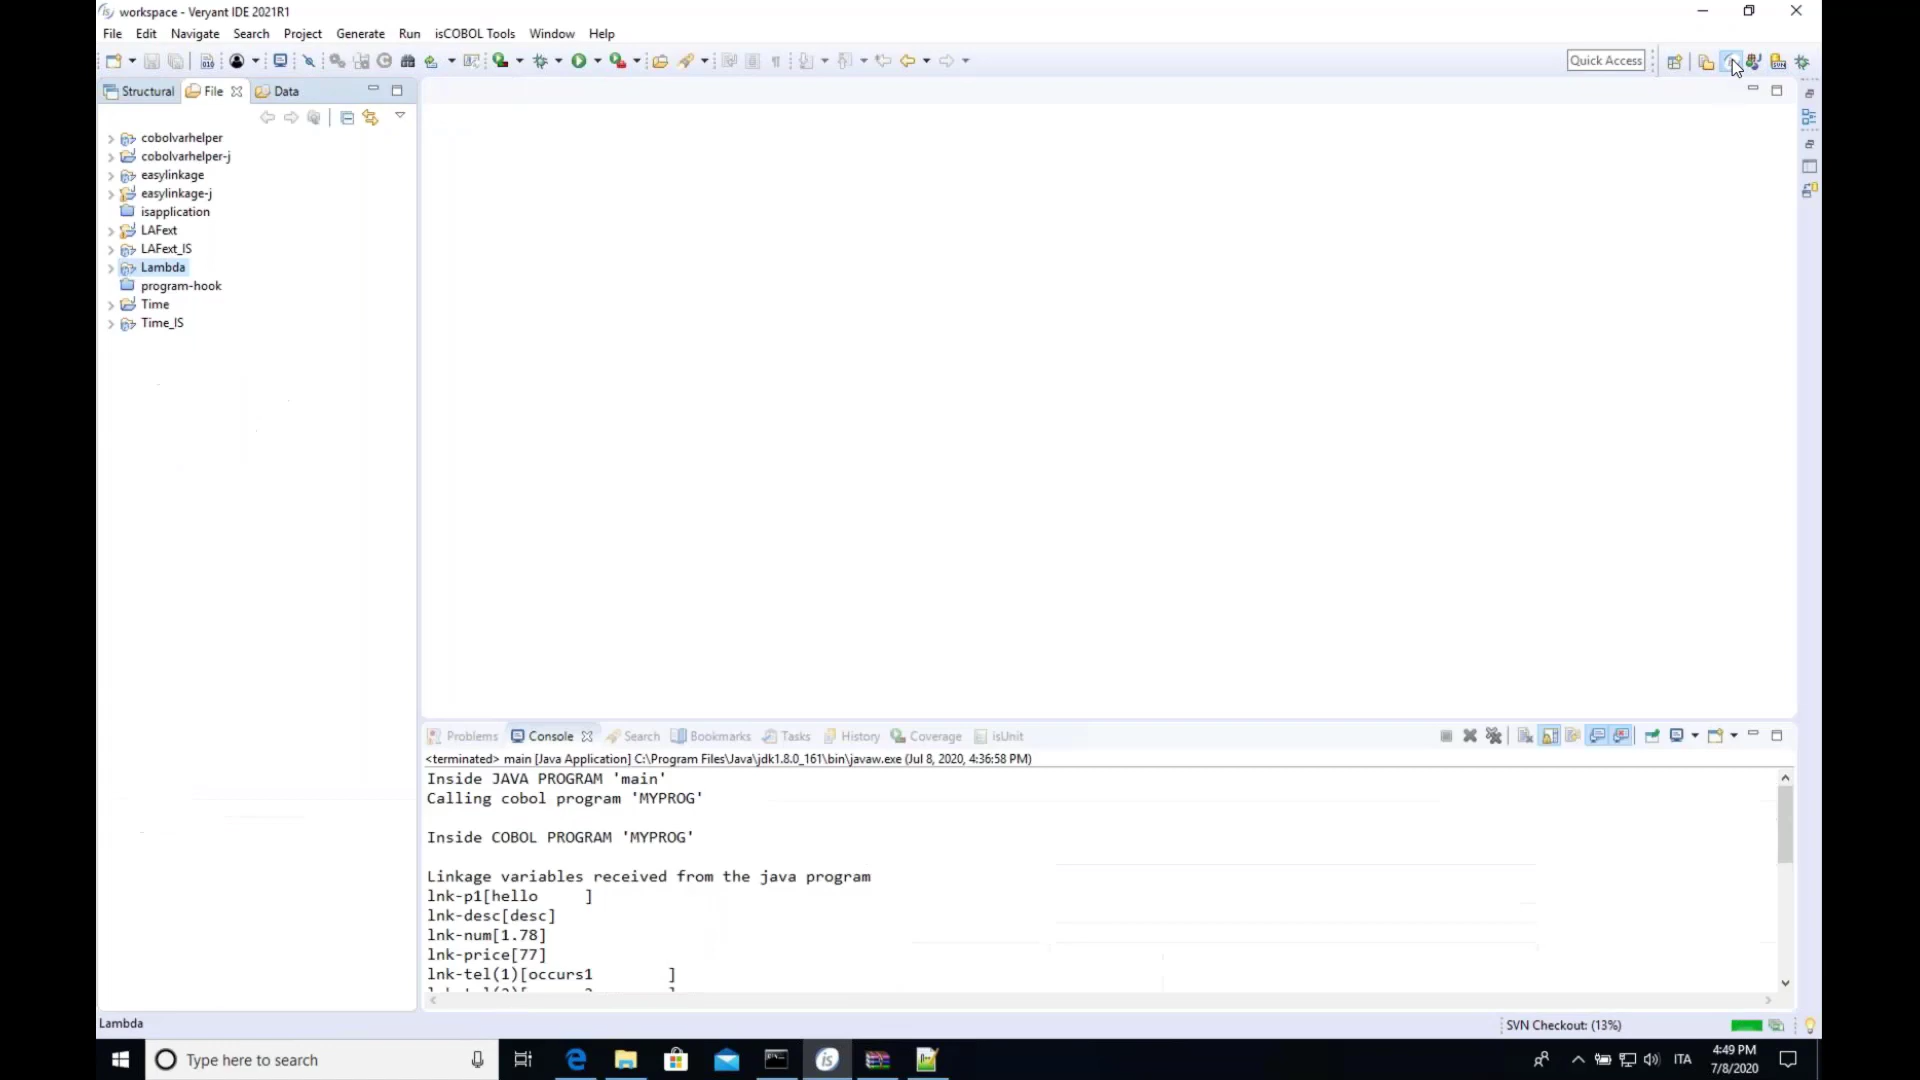 workspace - Veryant IDE 2021R1
File Edit Navigate Search Project Generate Run isCOBOL Tools Window Help
Quick Access
Structural File Data
cobolvarhelper
cobolvarhelper-j
easylinkage
easylinkage-j
isapplication
LAFext
LAFext_IS
Lambda
program-hook
Time
Time_IS
Problems Console Search Bookmarks Tasks History Coverage isUnit
<terminated> main [Java Application] C:\Program Files\Java\jdk1.8.0_161\bin\javaw.exe (Jul 8, 2020, 4:36:58 PM)
Inside JAVA PROGRAM 'main'
Calling cobol program 'MYPROG'
Inside COBOL PROGRAM 'MYPROG'
Linkage variables received from the java program
lnk-p1[hello     ]
lnk-desc[desc]
lnk-num[1.78]
lnk-price[77]
lnk-tel(1)[occurs1        ]
Lambda
SVN Checkout: (13%)
Type here to search
ITA
4:49 PM
7/8/2020